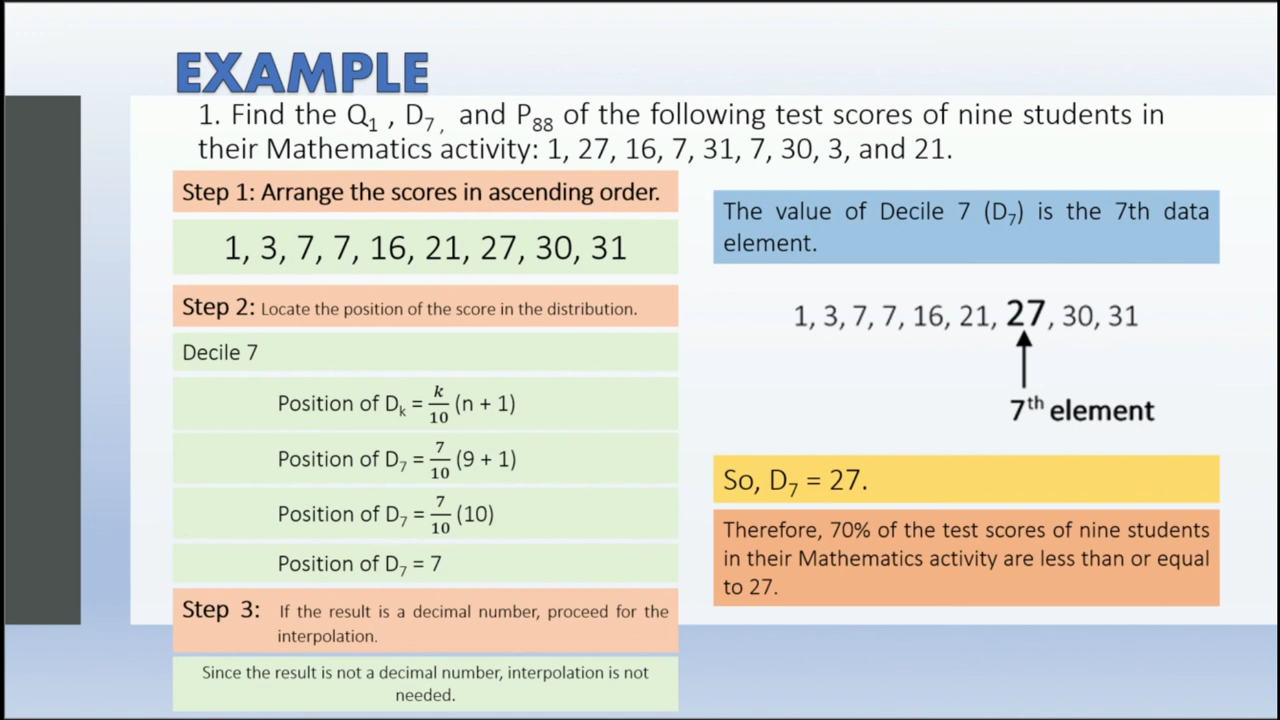 EXAMPLE
1. Find the Q₁ , D₇ , and P₈₈ of the following test scores of nine students in
their Mathematics activity: 1, 27, 16, 7, 31, 7, 30, 3, and 21.
Step 1: Arrange the scores in ascending order.
1, 3, 7, 7, 16, 21, 27, 30, 31
Step 2: Locate the position of the score in the distribution.
Decile 7
Position of Dₖ = k/10 (n + 1)
Position of D₇ = 7/10 (9 + 1)
Position of D₇ = 7/10 (10)
Position of D₇ = 7
Step 3: If the result is a decimal number, proceed for the
interpolation.
Since the result is not a decimal number, interpolation is not
needed.
The value of Decile 7 (D₇) is the 7th data
element.
1, 3, 7, 7, 16, 21, 27, 30, 31
7th element
So, D₇ = 27.
Therefore, 70% of the test scores of nine students
in their Mathematics activity are less than or equal
to 27.